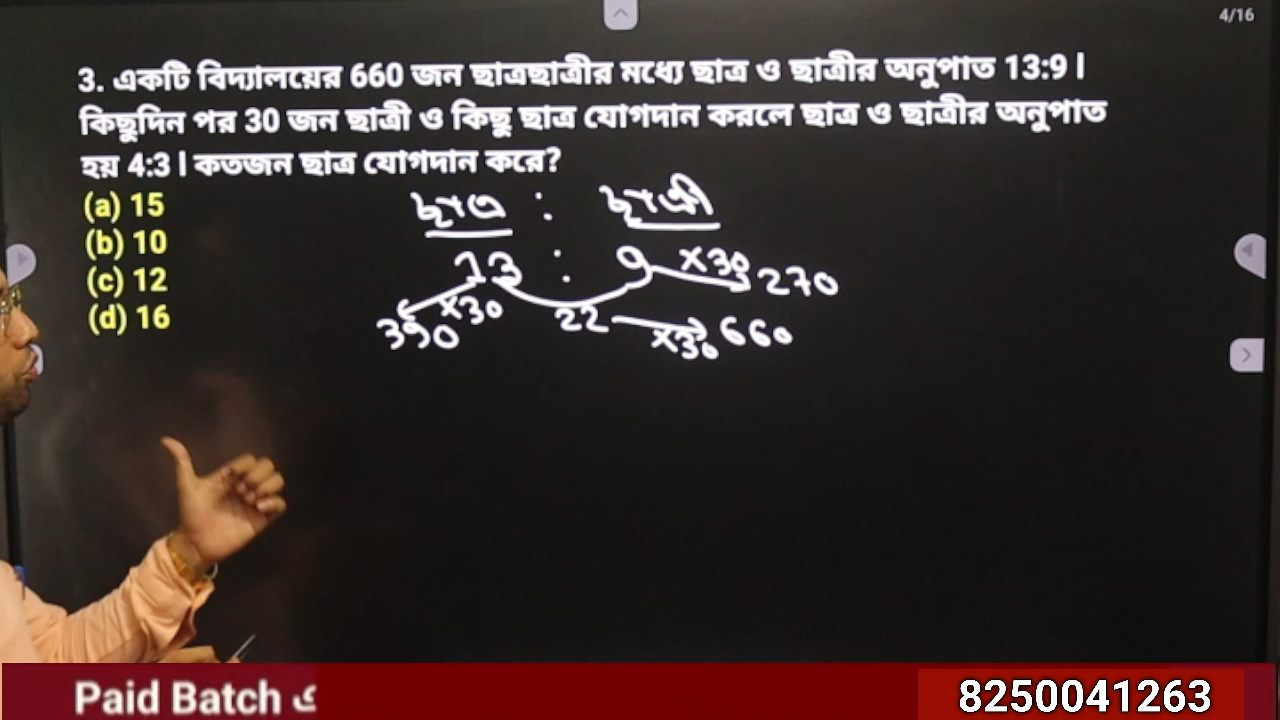 4/16
3. একটি বিদ্যালয়ের 660 জন ছাত্রছাত্রীর মধ্যে ছাত্র ও ছাত্রীর অনুপাত 13:9।
কিছুদিন পর 30 জন ছাত্রী ও কিছু ছাত্র যোগদান করলে ছাত্র ও ছাত্রীর অনুপাত
হয় 4:3। কতজন ছাত্র যোগদান করে?
(a) 15
(b) 10
(c) 12
(d) 16
ছাত্র : ছাত্রী
13 : 9 ×30 270
390 ×30 22 ×30 660
Paid Batch এ
8250041263